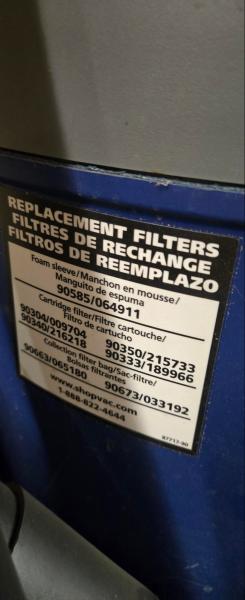 REPLACEMENT FILTERS
FILTRES DE RECHANGE
FILTROS DE REEMPLAZO
Foam sleeve/Manchon en mousse/
Manguito de espuma
90585/064911
Cartridge filter/Filtre cartouche/
Filtro de cartucho
90304/009704 90350/215733
90340/216218 90333/189966
Collection filter bag/Sac-filtre/
Bolsas filtrantes
90663/065180 90673/033192
www.shopvac.com
1-888-822-4644
87717-90